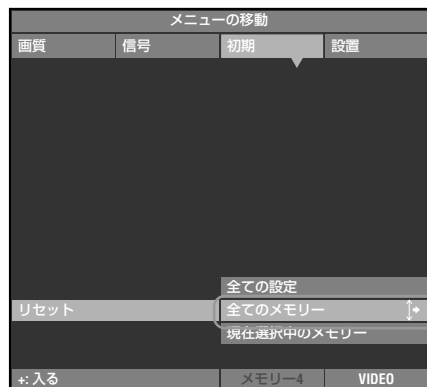 メニューの移動
画質 信号 初期 設置
全ての設定
リセット 全てのメモリー
現在選択中のメモリー
+: 入る メモリー4 VIDEO